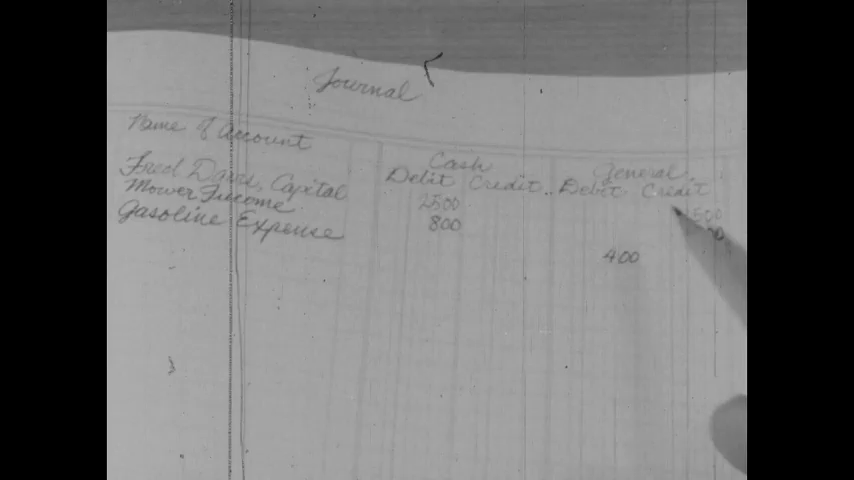 Journal
Name of Account
Cash
General
Debit Credit
Debit Credit
Fred Davis, Capital 2500
Mower Income 800
Gasoline Expense 400